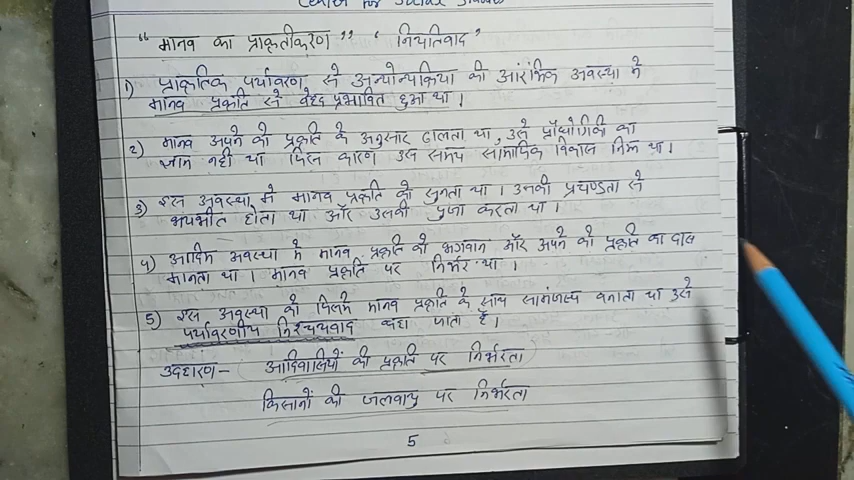 "मानव का प्राकृतीकरण" 'नियतिवाद'
1) प्राकृतिक पर्यावरण से अन्योन्यक्रिया की आरंभिक अवस्था में
मानव प्रकृति से बेहद प्रभावित हुआ था।
2) मानव अपने को प्रकृति के अनुसार ढालता था, उसे प्रौद्योगिकी का
ज्ञान नहीं था जिस कारण उस समय सामाजिक विकास निम्न था।
3) इस अवस्था में मानव प्रकृति को सुनता था। उसकी प्रचण्डता से
भयभीत होता था और उसकी पूजा करता था।
4) आदिम अवस्था में मानव प्रकृति को भगवान और अपने को प्रकृति का दास
मानता था। मानव प्रकृति पर निर्भर था।
5) इस अवस्था को जिसमें मानव प्रकृति के साथ सामंजस्य बनाता था उसे
पर्यावरणीय निश्चयवाद कहा जाता है।
उदहारण- आदिवासियों की प्रकृति पर निर्भरता
किसानों की जलवायु पर निर्भरता
5